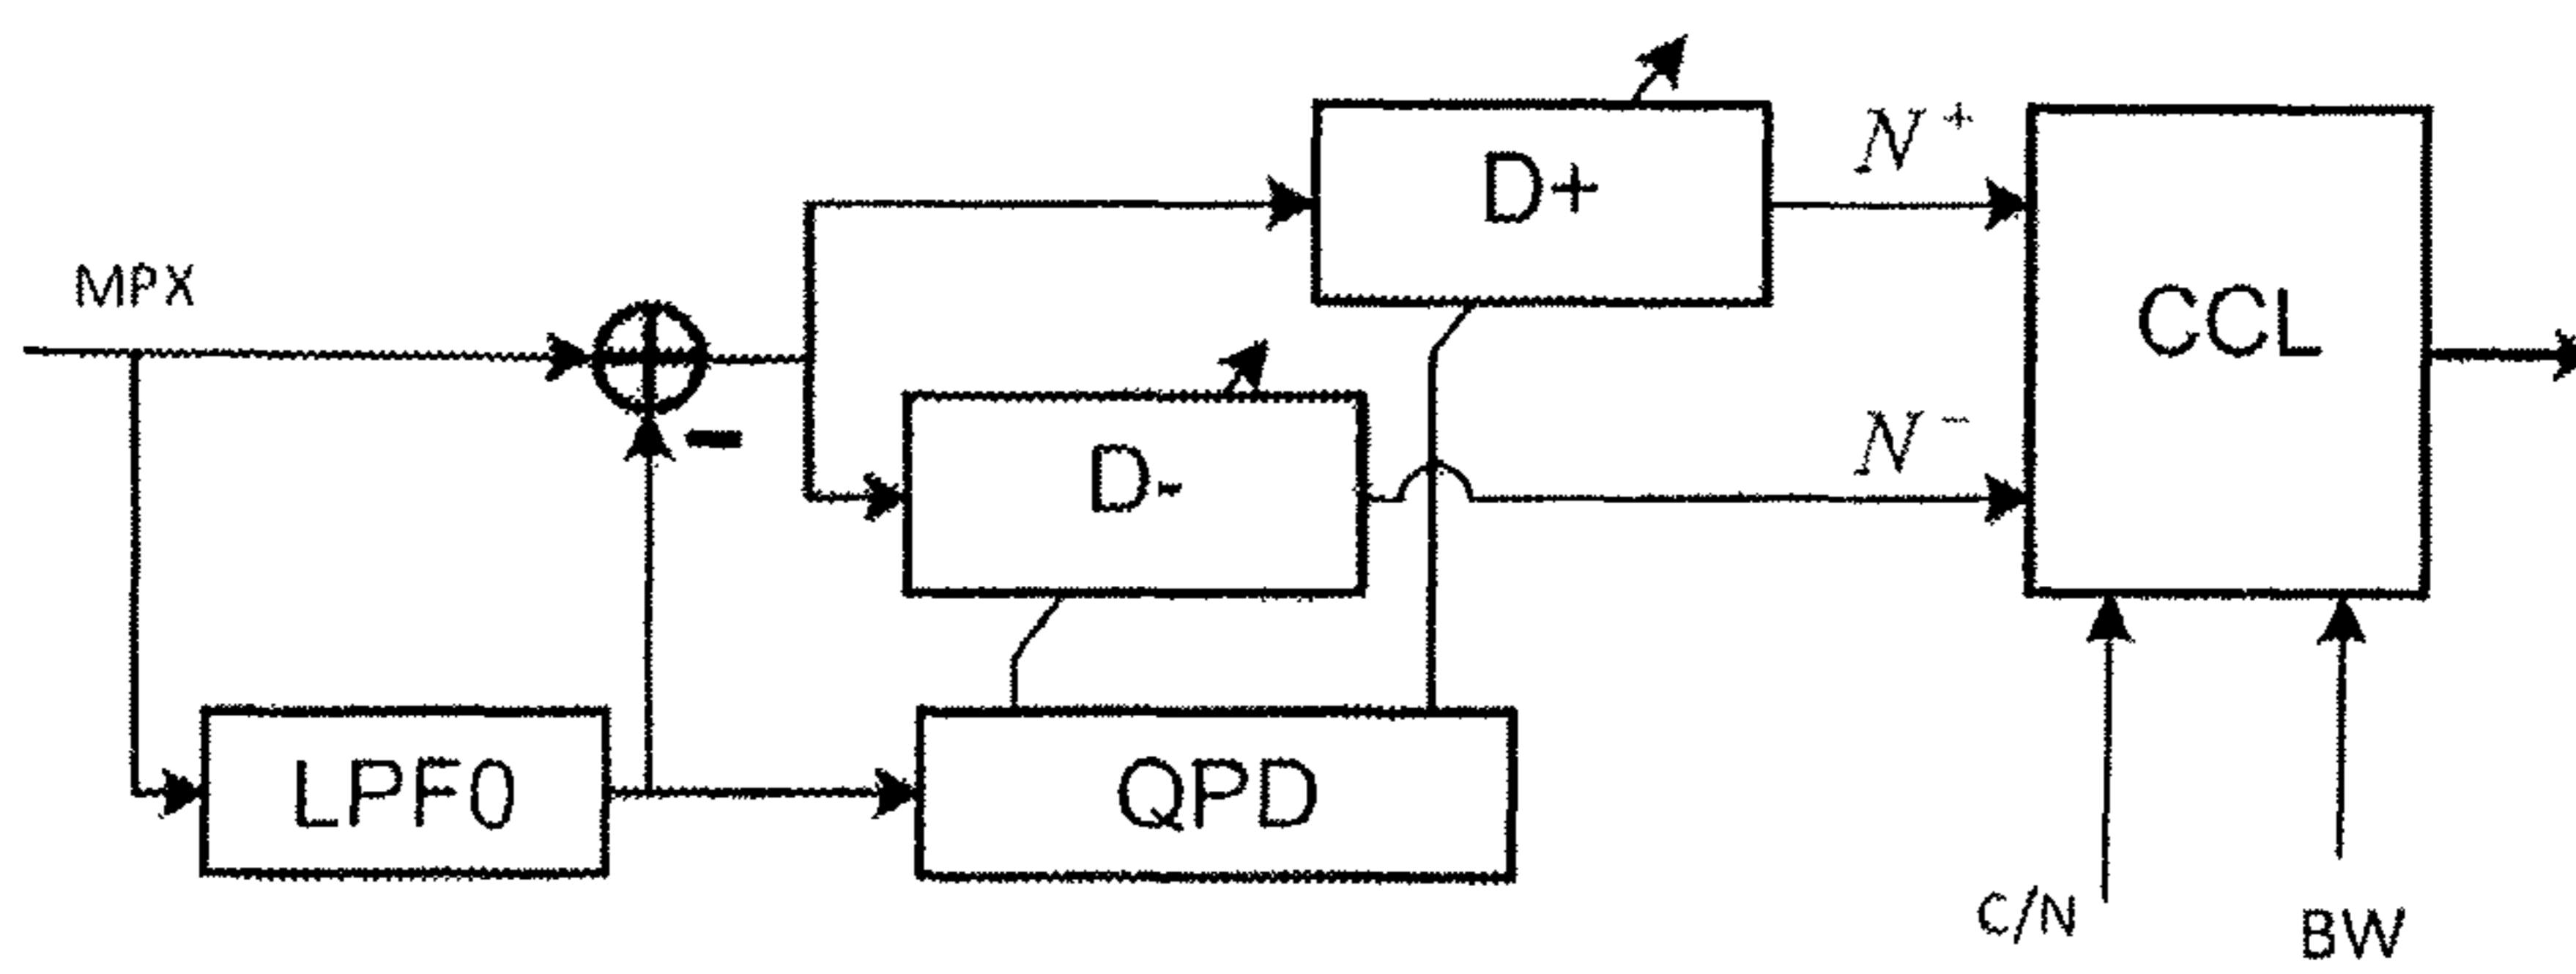 D+
N⁺
MPX
CCL
-
D-
N⁻
LPF0
QPD
C/N
BW